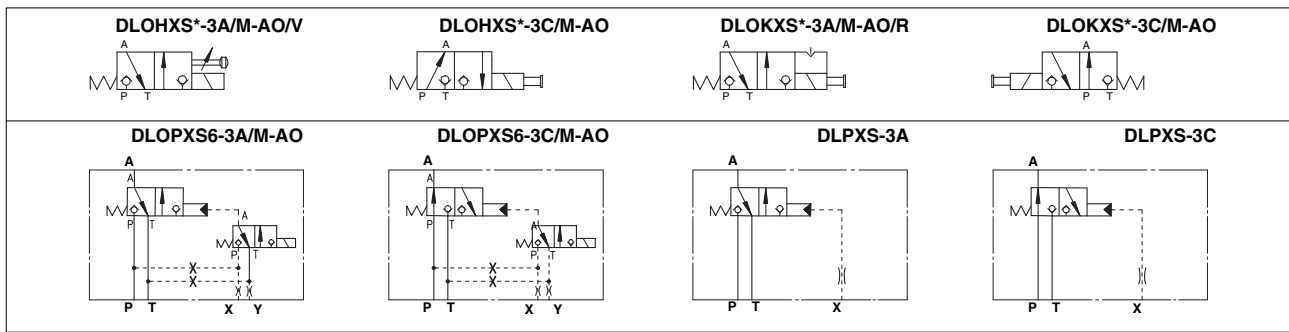 DLOHXS*-3A/M-AO/V DLOHXS*-3C/M-AO DLOKXS*-3A/M-AO/R DLOKXS*-3C/M-AO
A A A A
P T P T P T P T
DLOPXS6-3A/M-AO DLOPXS6-3C/M-AO DLPXS-3A DLPXS-3C
A A A A
A A
P T P T
A A
P T P T
P T X Y P T X Y P T X P T X